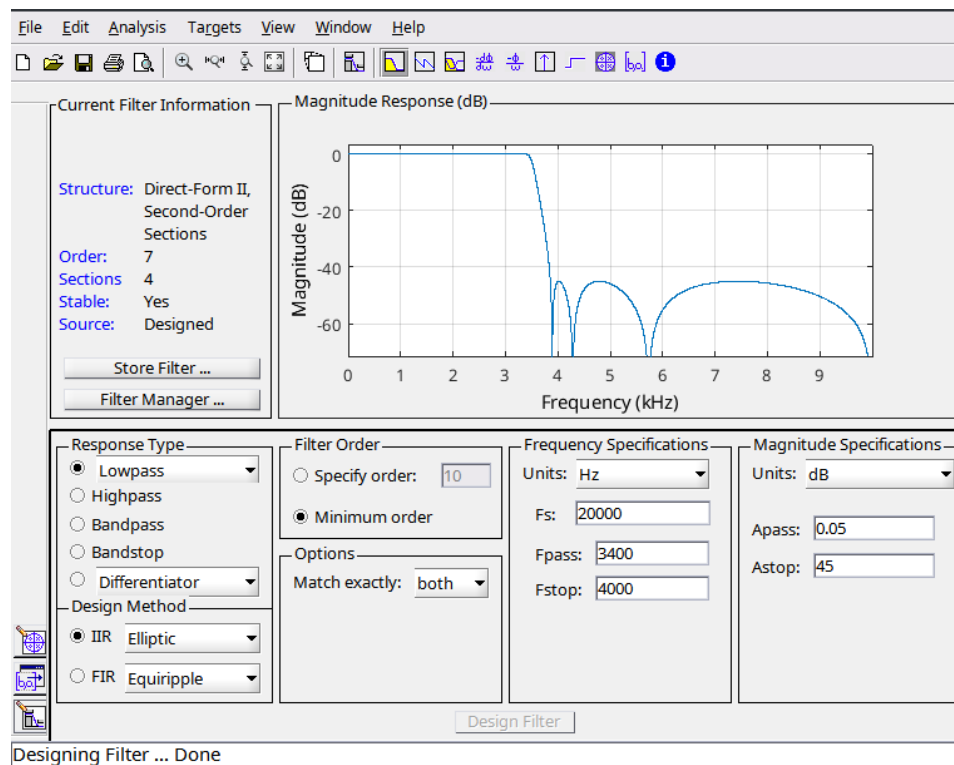 File Edit Analysis Targets View Window Help
Current Filter Information
Structure: Direct-Form II,
Second-Order
Sections
Order: 7
Sections 4
Stable: Yes
Source: Designed
Store Filter ...
Filter Manager ...
Magnitude Response (dB)
Magnitude (dB)
0
-20
-40
-60
0 1 2 3 4 5 6 7 8 9
Frequency (kHz)
Response Type
Lowpass
Highpass
Bandpass
Bandstop
Differentiator
Design Method
IIR Elliptic
FIR Equiripple
Filter Order
Specify order: 10
Minimum order
Options
Match exactly: both
Frequency Specifications
Units: Hz
Fs: 20000
Fpass: 3400
Fstop: 4000
Magnitude Specifications
Units: dB
Apass: 0.05
Astop: 45
Design Filter
Designing Filter ... Done